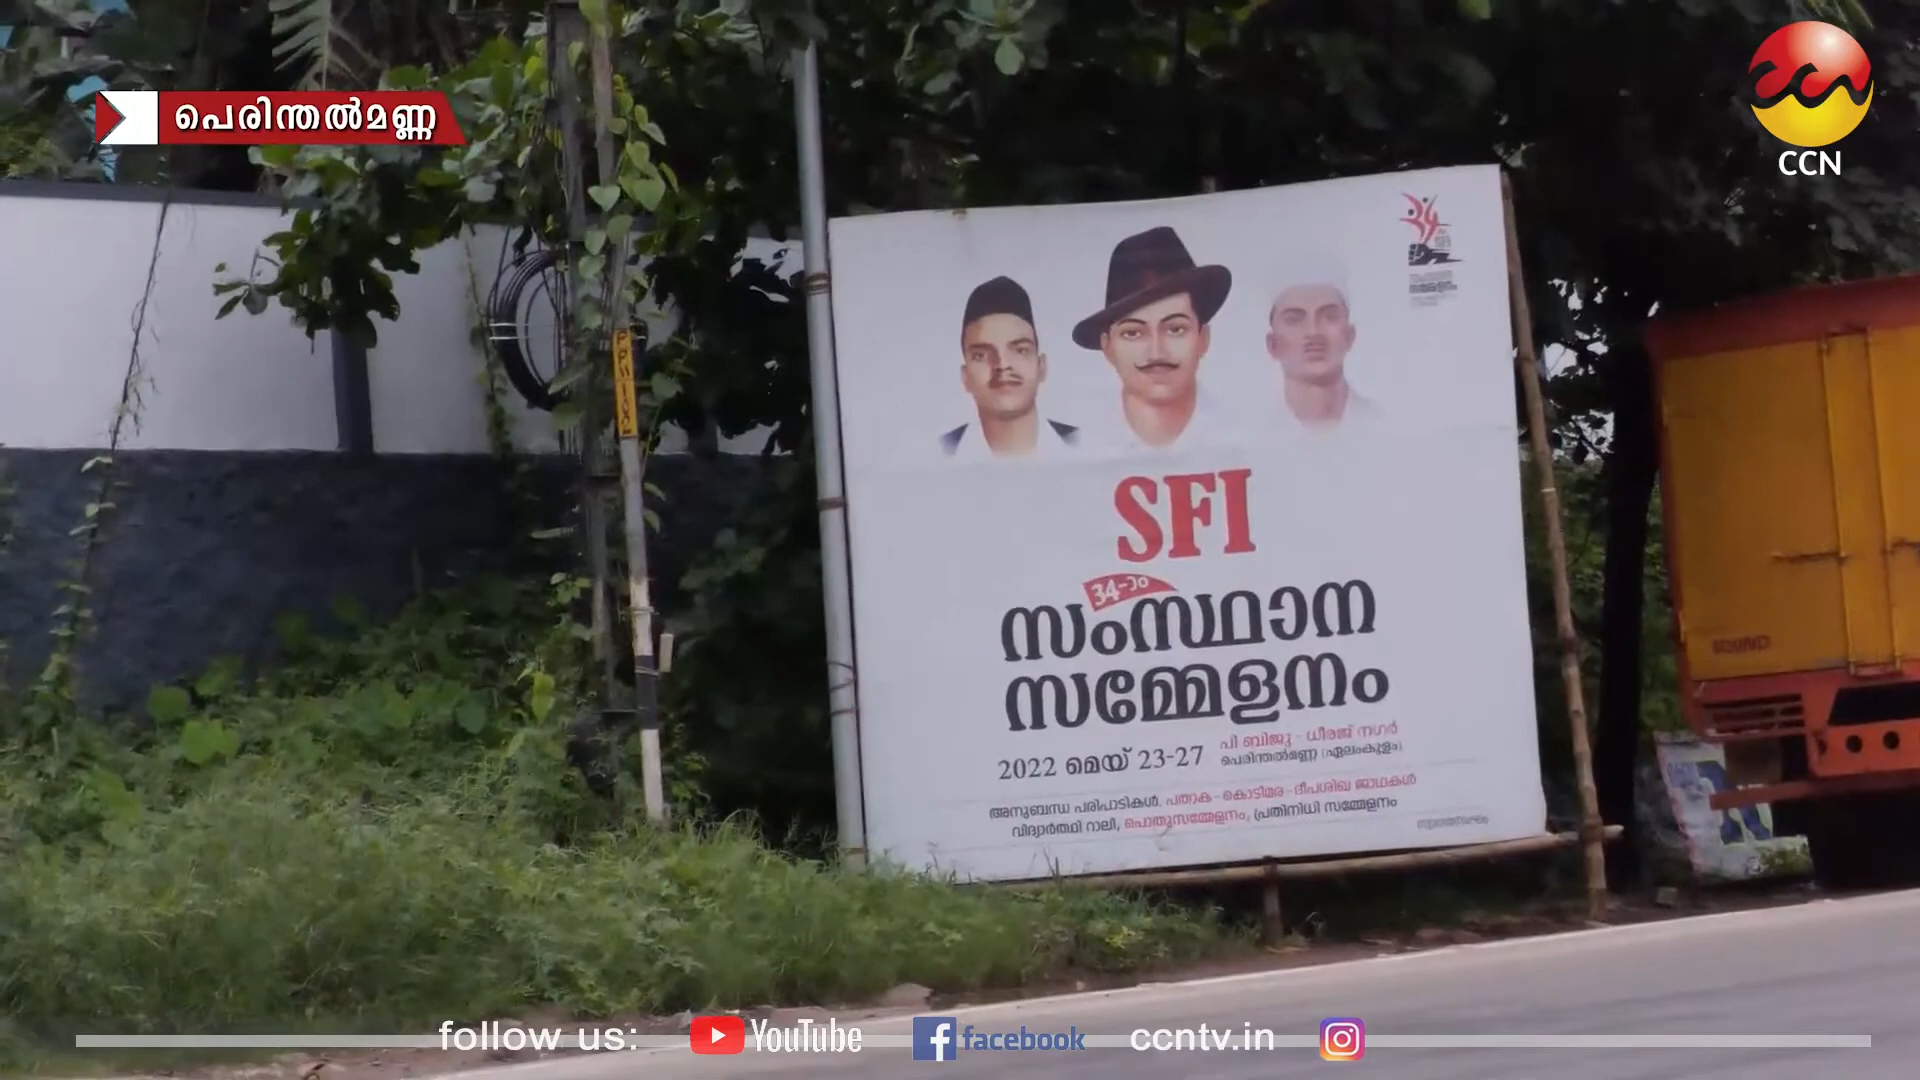 പെരിന്തൽമണ്ണ
CCN
PPM122
SFI
34-ാം
സംസ്ഥാന
സമ്മേളനം
2022 മെയ് 23-27
പി ബിജു - ധീരജ് നഗർ
പെരിന്തൽമണ്ണ (ഏലംകുളം)
അനുബന്ധ പരിപാടികൾ. പതാക - കൊടിമര - ദീപശിഖ ജാഥകൾ
വിദ്യാർത്ഥി റാലി, പൊതുസമ്മേളനം, പ്രതിനിധി സമ്മേളനം
follow us: YouTube facebook ccntv.in